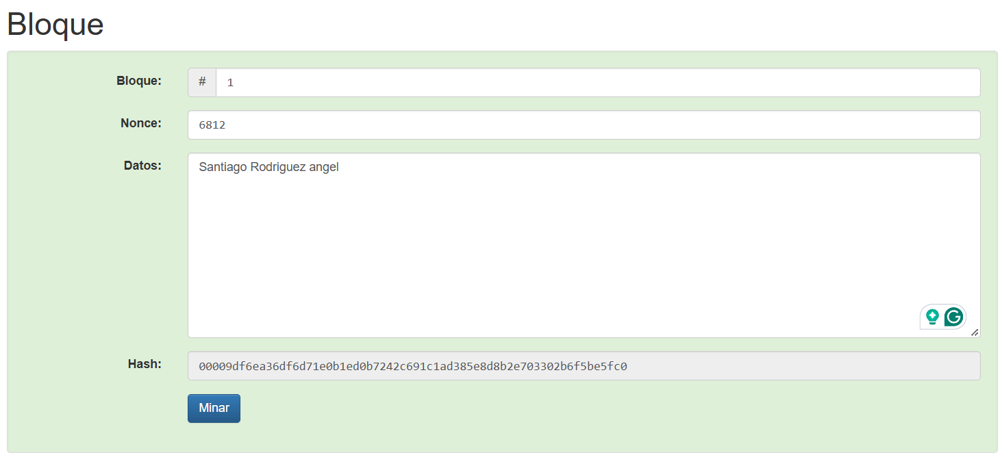 Bloque
Bloque: # 1
Nonce: 6812
Datos: Santiago Rodriguez angel
Hash: 00009df6ea36df6d71e0b1ed0b7242c691c1ad385e8d8b2e703302b6f5be5fc0
Minar